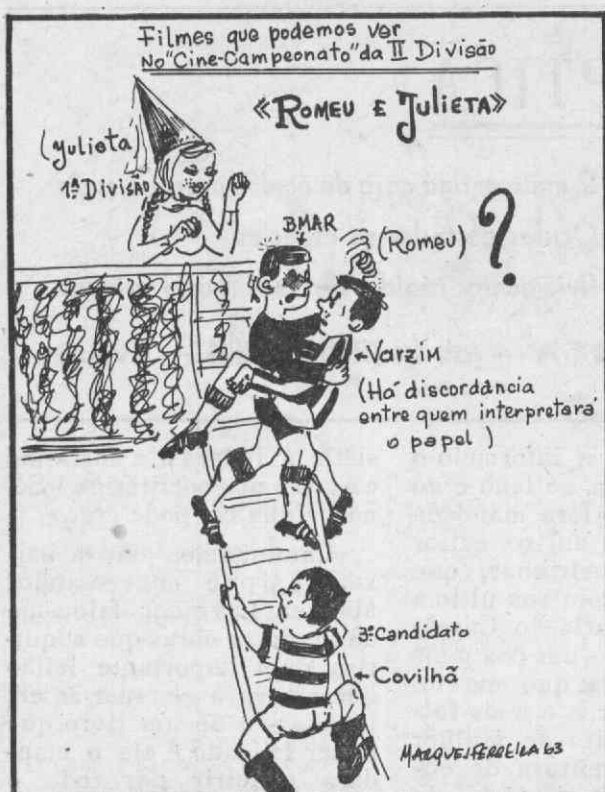 Filmes que podemos ver
No "Cine-Campeonato" da II Divisão
«ROMEU E JULIETA»
(Julieta)
1ª DIVISÃO
BMAR
(Romeu)
?
Varzim
(Há discordância
entre quem interpretará
o papel)
3º Candidato
Covilhã
MARQUES FERREIRA 63